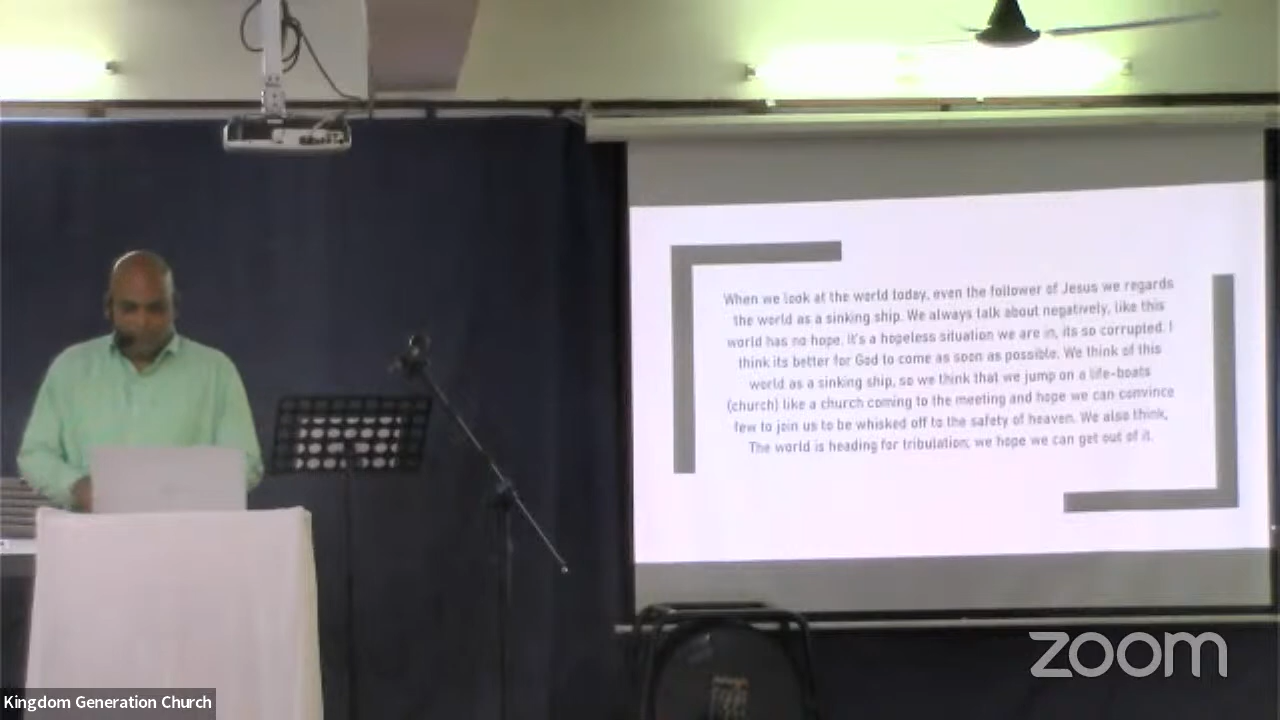 When we look at the world today, even the follower of Jesus we regards
the world as a sinking ship. We always talk about negatively, like this
world has no hope. It's a hopeless situation we are in, its so corrupted. I
think its better for God to come as soon as possible. We think of this
world as a sinking ship, so we think that we jump on a life-boats
(church) like a church coming to the meeting and hope we can convince
few to join us to be whisked off to the safety of heaven. We also think,
The world is heading for tribulation; we hope we can get out of it.
zoom
Kingdom Generation Church